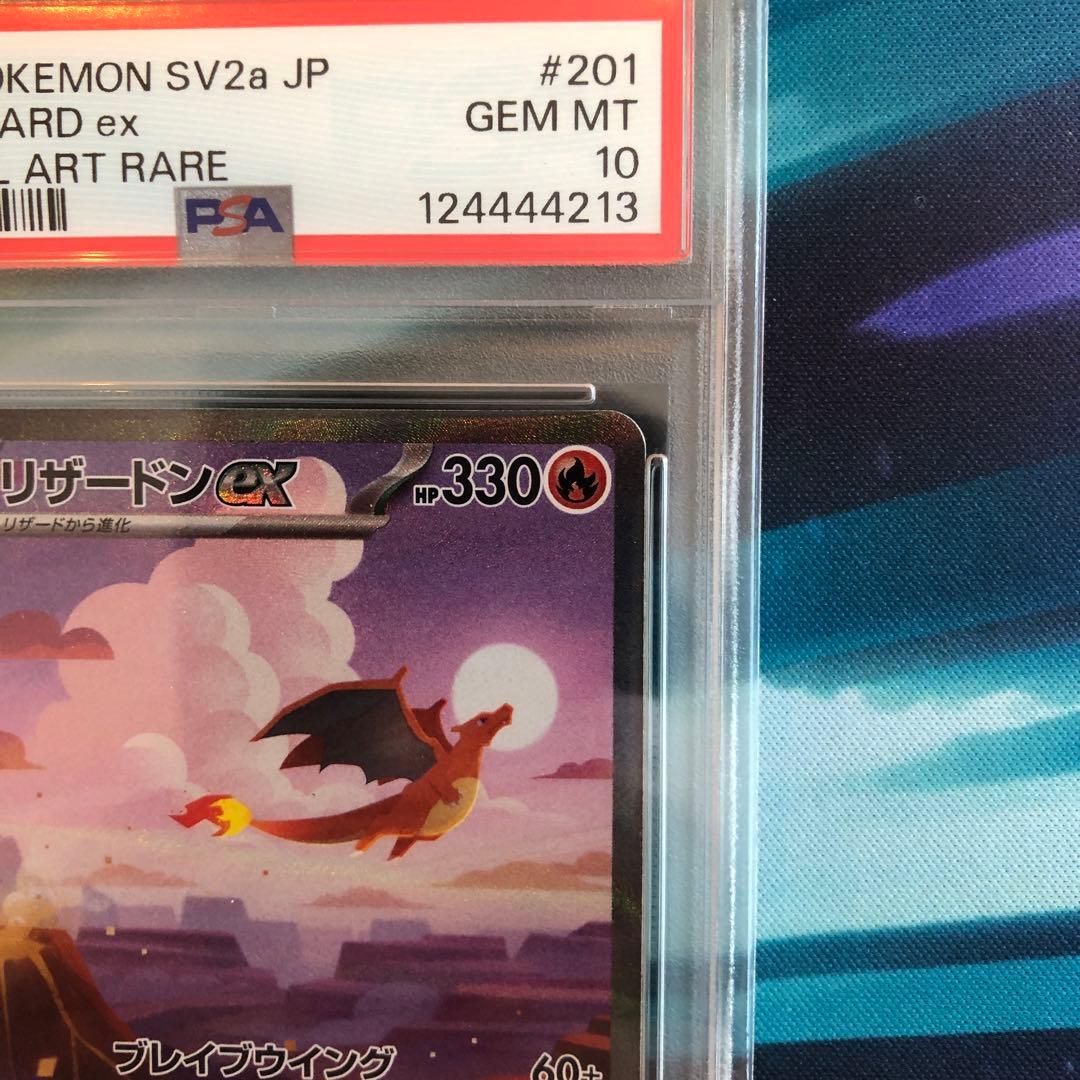 OKEMON SV2a JP #201
ARD ex GEM MT
L ART RARE 10
PSA 124444213
リザードンex HP330
リザードから進化
ブレイブウイング 60+